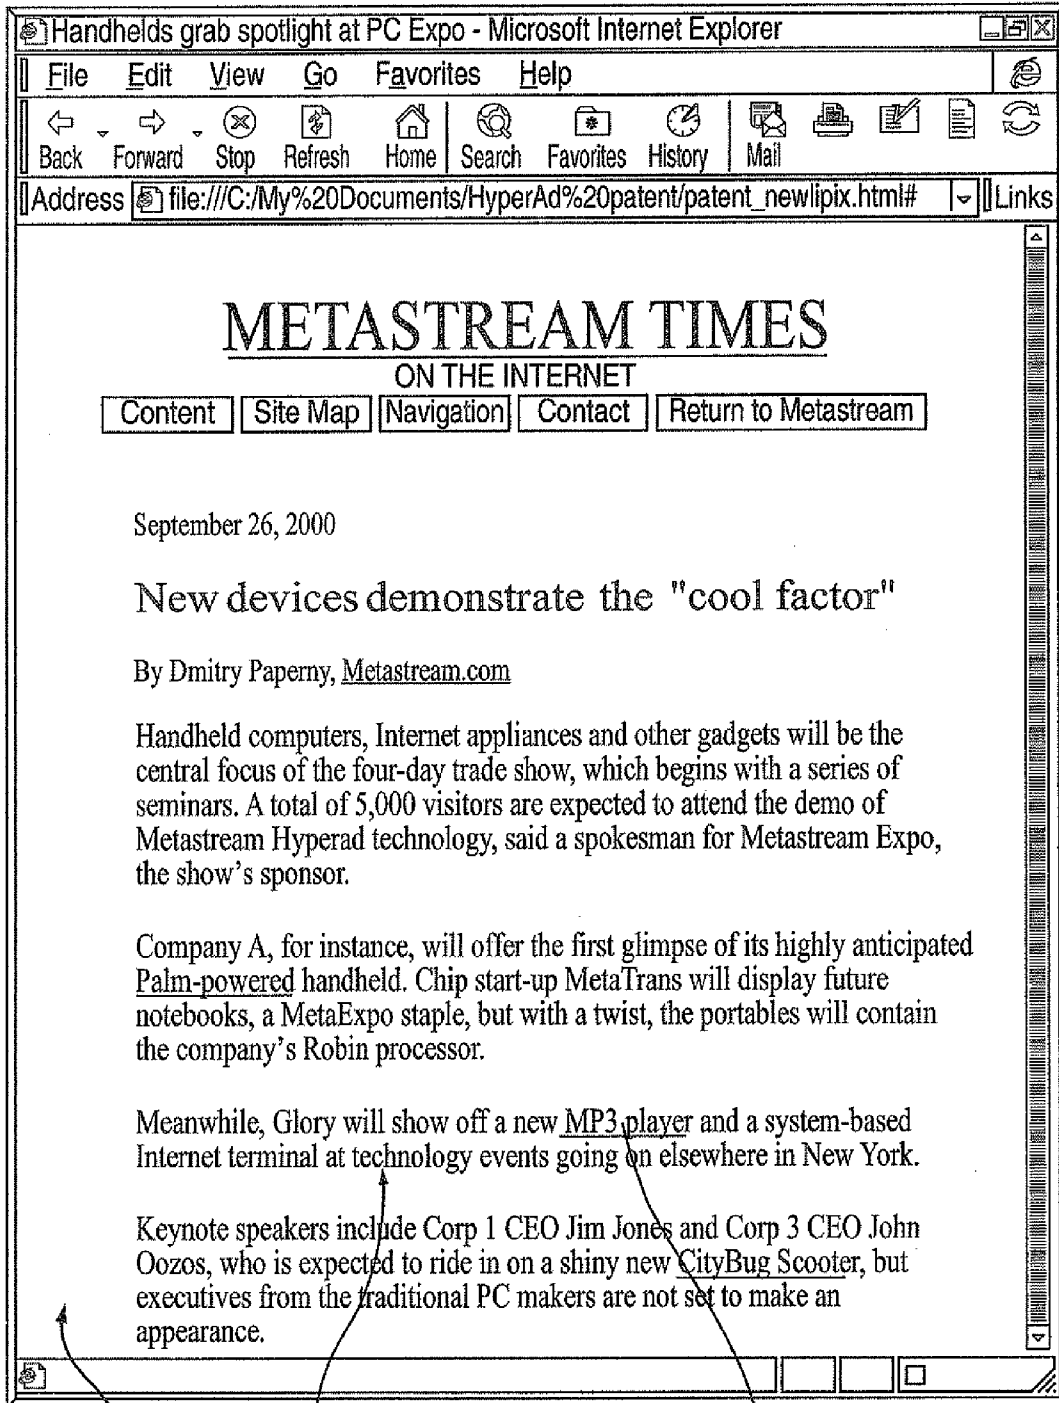 Handhelds grab spotlight at PC Expo - Microsoft Internet Explorer
File Edit View Go Favorites Help
Back Forward Stop Refresh Home Search Favorites History Mail
Address file:///C:/My%20Documents/HyperAd%20patent/patent_newlipix.html# Links
METASTREAM TIMES
ON THE INTERNET
Content Site Map Navigation Contact Return to Metastream
September 26, 2000
New devices demonstrate the "cool factor"
By Dmitry Paperny, Metastream.com
Handheld computers, Internet appliances and other gadgets will be the
central focus of the four-day trade show, which begins with a series of
seminars. A total of 5,000 visitors are expected to attend the demo of
Metastream Hyperad technology, said a spokesman for Metastream Expo,
the show's sponsor.
Company A, for instance, will offer the first glimpse of its highly anticipated
Palm-powered handheld. Chip start-up MetaTrans will display future
notebooks, a MetaExpo staple, but with a twist, the portables will contain
the company's Robin processor.
Meanwhile, Glory will show off a new MP3 player and a system-based
Internet terminal at technology events going on elsewhere in New York.
Keynote speakers include Corp 1 CEO Jim Jones and Corp 3 CEO John
Oozos, who is expected to ride in on a shiny new CityBug Scooter, but
executives from the traditional PC makers are not set to make an
appearance.